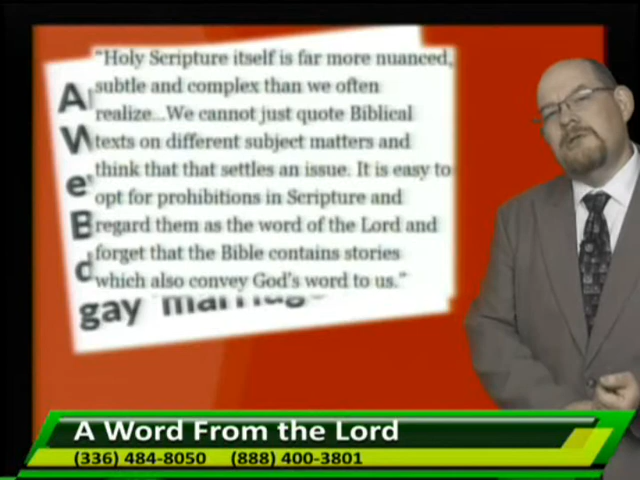 "Holy Scripture itself is far more nuanced,
subtle and complex than we often
realize...We cannot just quote Biblical
texts on different subject matters and
think that that settles an issue. It is easy to
opt for prohibitions in Scripture and
regard them as the word of the Lord and
forget that the Bible contains stories
which also convey God's word to us."
gay
A Word From the Lord
(336) 484-8050 (888) 400-3801